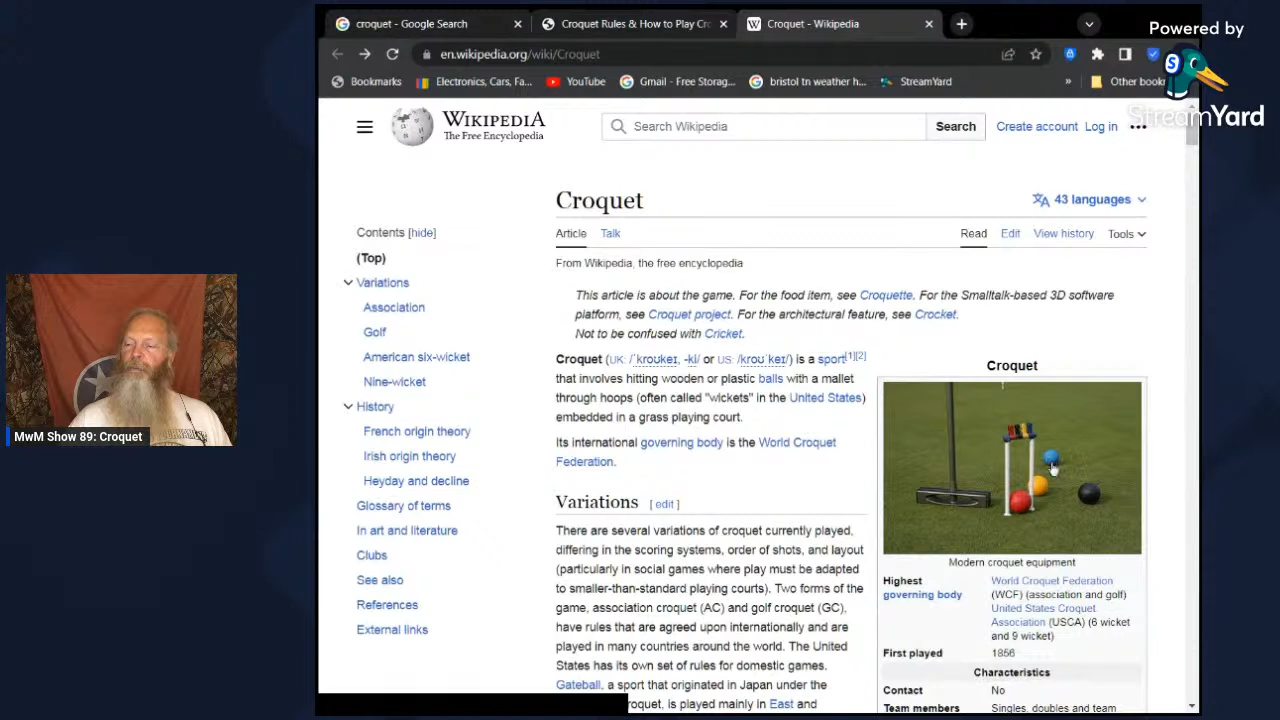 croquet - Google Search
Croquet Rules & How to Play Cr
Croquet - Wikipedia
Powered by
StreamYard
en.wikipedia.org/wiki/Croquet
Bookmarks Electronics, Cars, Fa... YouTube Gmail - Free Storag... bristol tn weather h... StreamYard » Other book
WIKIPEDIA
The Free Encyclopedia
Search Wikipedia Search Create account Log in
Croquet
43 languages
Article Talk Read Edit View history Tools
From Wikipedia, the free encyclopedia
Contents [hide]
(Top)
Variations
Association
Golf
American six-wicket
Nine-wicket
History
French origin theory
Irish origin theory
Heyday and decline
Glossary of terms
In art and literature
Clubs
See also
References
External links
This article is about the game. For the food item, see Croquette. For the Smalltalk-based 3D software
platform, see Croquet project. For the architectural feature, see Crocket.
Not to be confused with Cricket.
Croquet (UK: /ˈkroʊkeɪ, -ki/ or US: /kroʊˈkeɪ/) is a sport[1][2]
that involves hitting wooden or plastic balls with a mallet
through hoops (often called "wickets" in the United States)
embedded in a grass playing court.
Its international governing body is the World Croquet
Federation.
Variations [ edit ]
There are several variations of croquet currently played,
differing in the scoring systems, order of shots, and layout
(particularly in social games where play must be adapted
to smaller-than-standard playing courts). Two forms of the
game, association croquet (AC) and golf croquet (GC),
have rules that are agreed upon internationally and are
played in many countries around the world. The United
States has its own set of rules for domestic games.
Gateball, a sport that originated in Japan under the
roquet, is played mainly in East and
Croquet
Modern croquet equipment
Highest World Croquet Federation
governing body (WCF) (association and golf)
United States Croquet
Association (USCA) (6 wicket
and 9 wicket)
First played 1856
Characteristics
Contact No
Team members Singles, doubles and team
MwM Show 89: Croquet